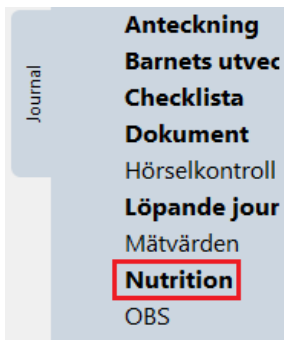 Journal
Anteckning
Barnets utvec
Checklista
Dokument
Hörselkontroll
Löpande jour
Mätvärden
Nutrition
OBS